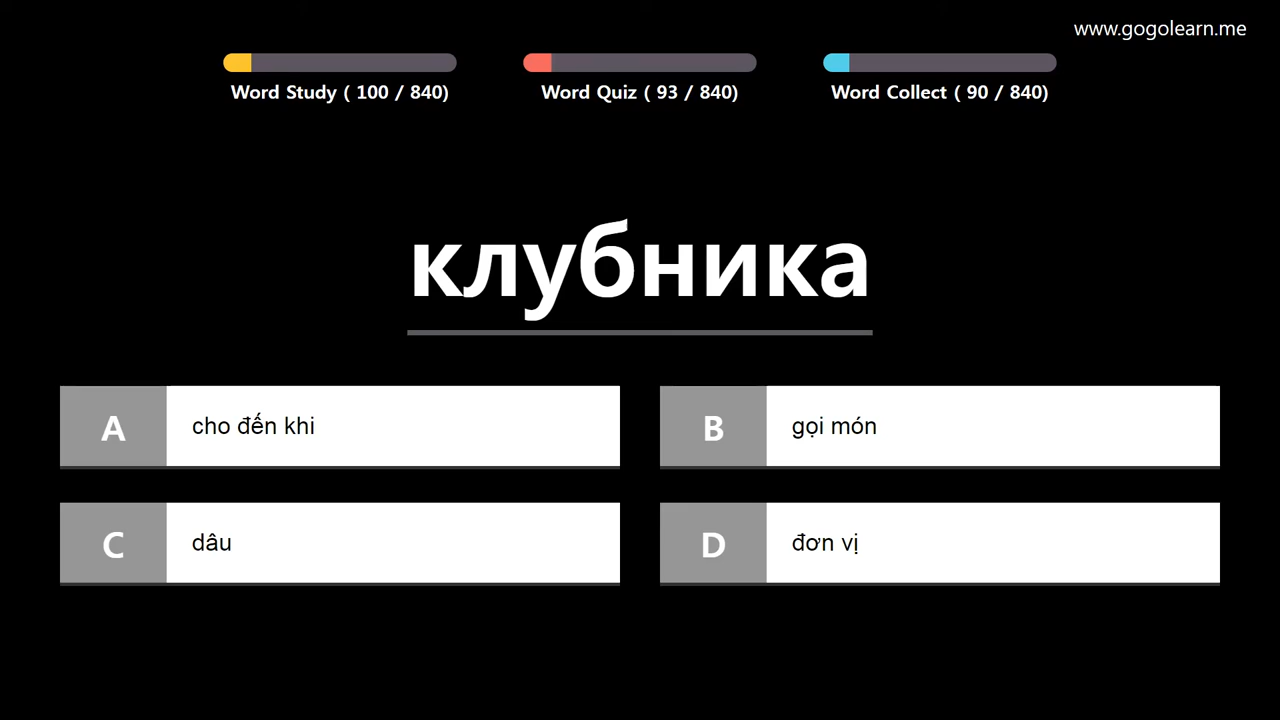 www.gogolearn.me
Word Study ( 100 / 840)
Word Quiz ( 93 / 840)
Word Collect ( 90 / 840)
клубника
A
cho đến khi
B
gọi món
C
dâu
D
đơn vị